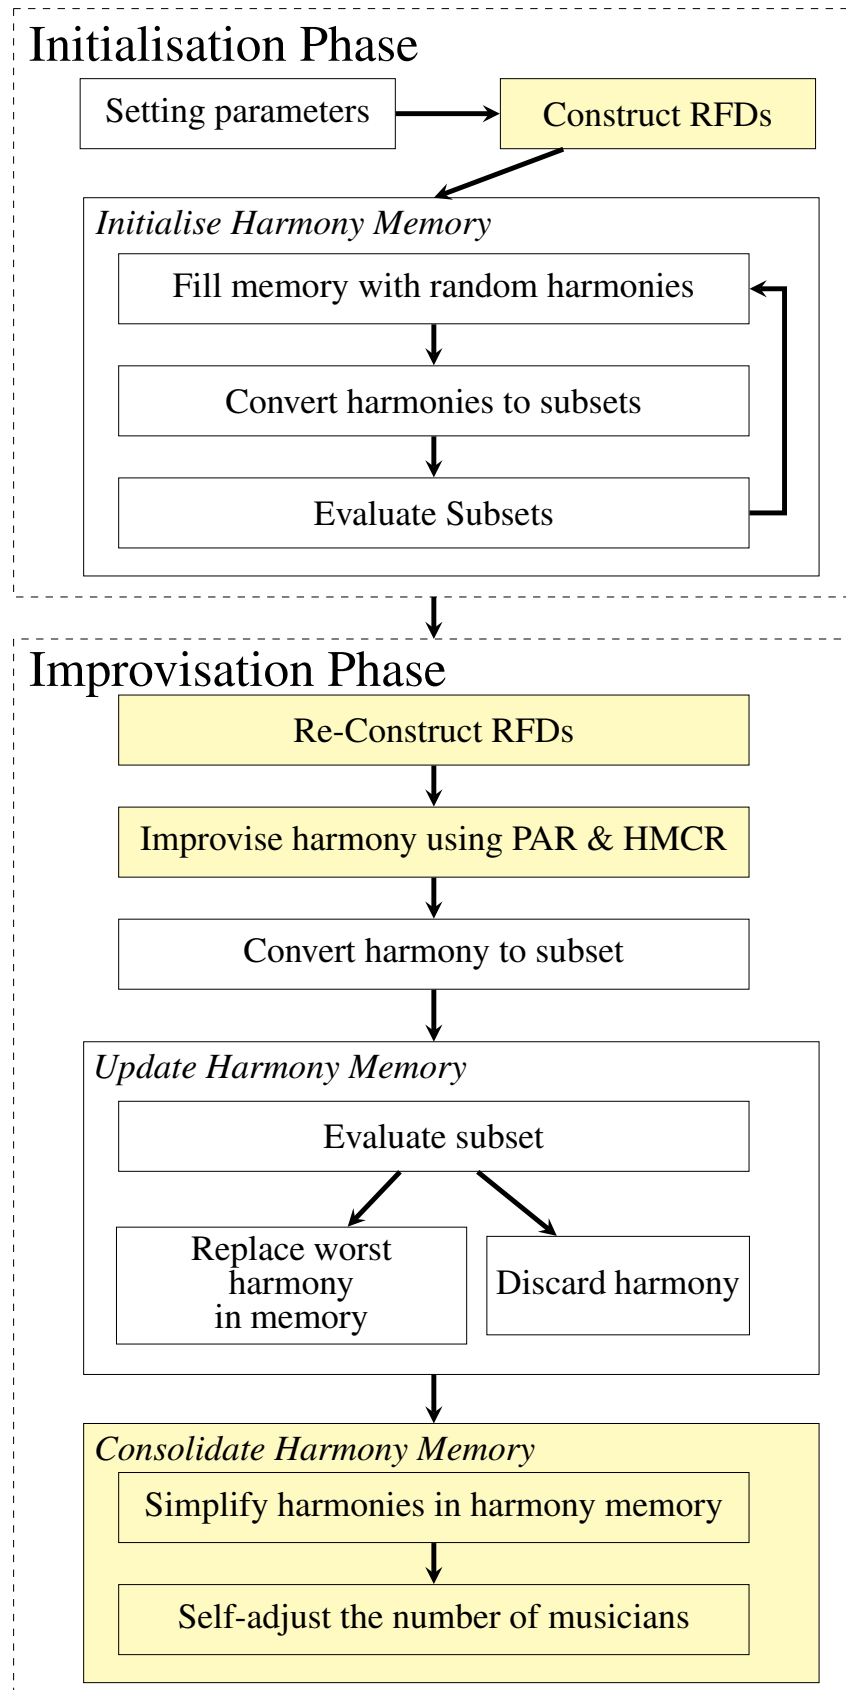 Initialisation Phase
Setting parameters
Construct RFDs
Initialise Harmony Memory
Fill memory with random harmonies
Convert harmonies to subsets
Evaluate Subsets
Improvisation Phase
Re-Construct RFDs
Improvise harmony using PAR & HMCR
Convert harmony to subset
Update Harmony Memory
Evaluate subset
Replace worst
harmony
in memory
Discard harmony
Consolidate Harmony Memory
Simplify harmonies in harmony memory
Self-adjust the number of musicians